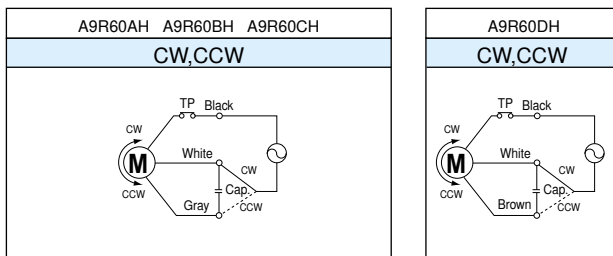 A9R60AH A9R60BH A9R60CH
CW,CCW
TP Black
CW
White
CW
M
Cap.
CCW
Gray
CCW
A9R60DH
CW,CCW
TP Black
CW
White
CW
M
Cap.
CCW
Brown
CCW